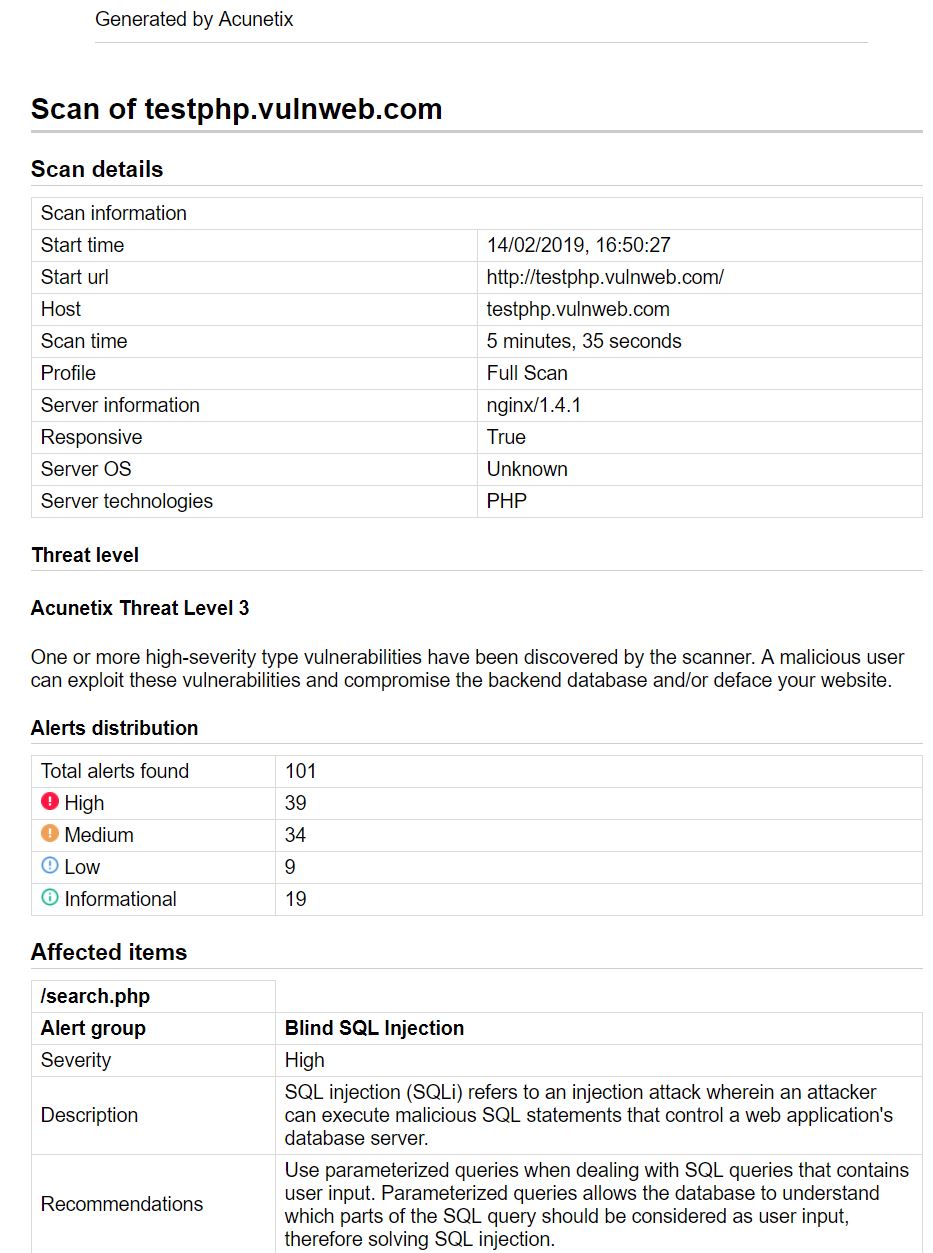 Generated by Acunetix
Scan of testphp.vulnweb.com
Scan details
Scan information
Start time 14/02/2019, 16:50:27
Start url http://testphp.vulnweb.com/
Host testphp.vulnweb.com
Scan time 5 minutes, 35 seconds
Profile Full Scan
Server information nginx/1.4.1
Responsive True
Server OS Unknown
Server technologies PHP
Threat level
Acunetix Threat Level 3
One or more high-severity type vulnerabilities have been discovered by the scanner. A malicious user
can exploit these vulnerabilities and compromise the backend database and/or deface your website.
Alerts distribution
Total alerts found 101
High 39
Medium 34
Low 9
Informational 19
Affected items
/search.php
Alert group Blind SQL Injection
Severity High
Description
SQL injection (SQLi) refers to an injection attack wherein an attacker
can execute malicious SQL statements that control a web application's
database server.
Recommendations
Use parameterized queries when dealing with SQL queries that contains
user input. Parameterized queries allows the database to understand
which parts of the SQL query should be considered as user input,
therefore solving SQL injection.